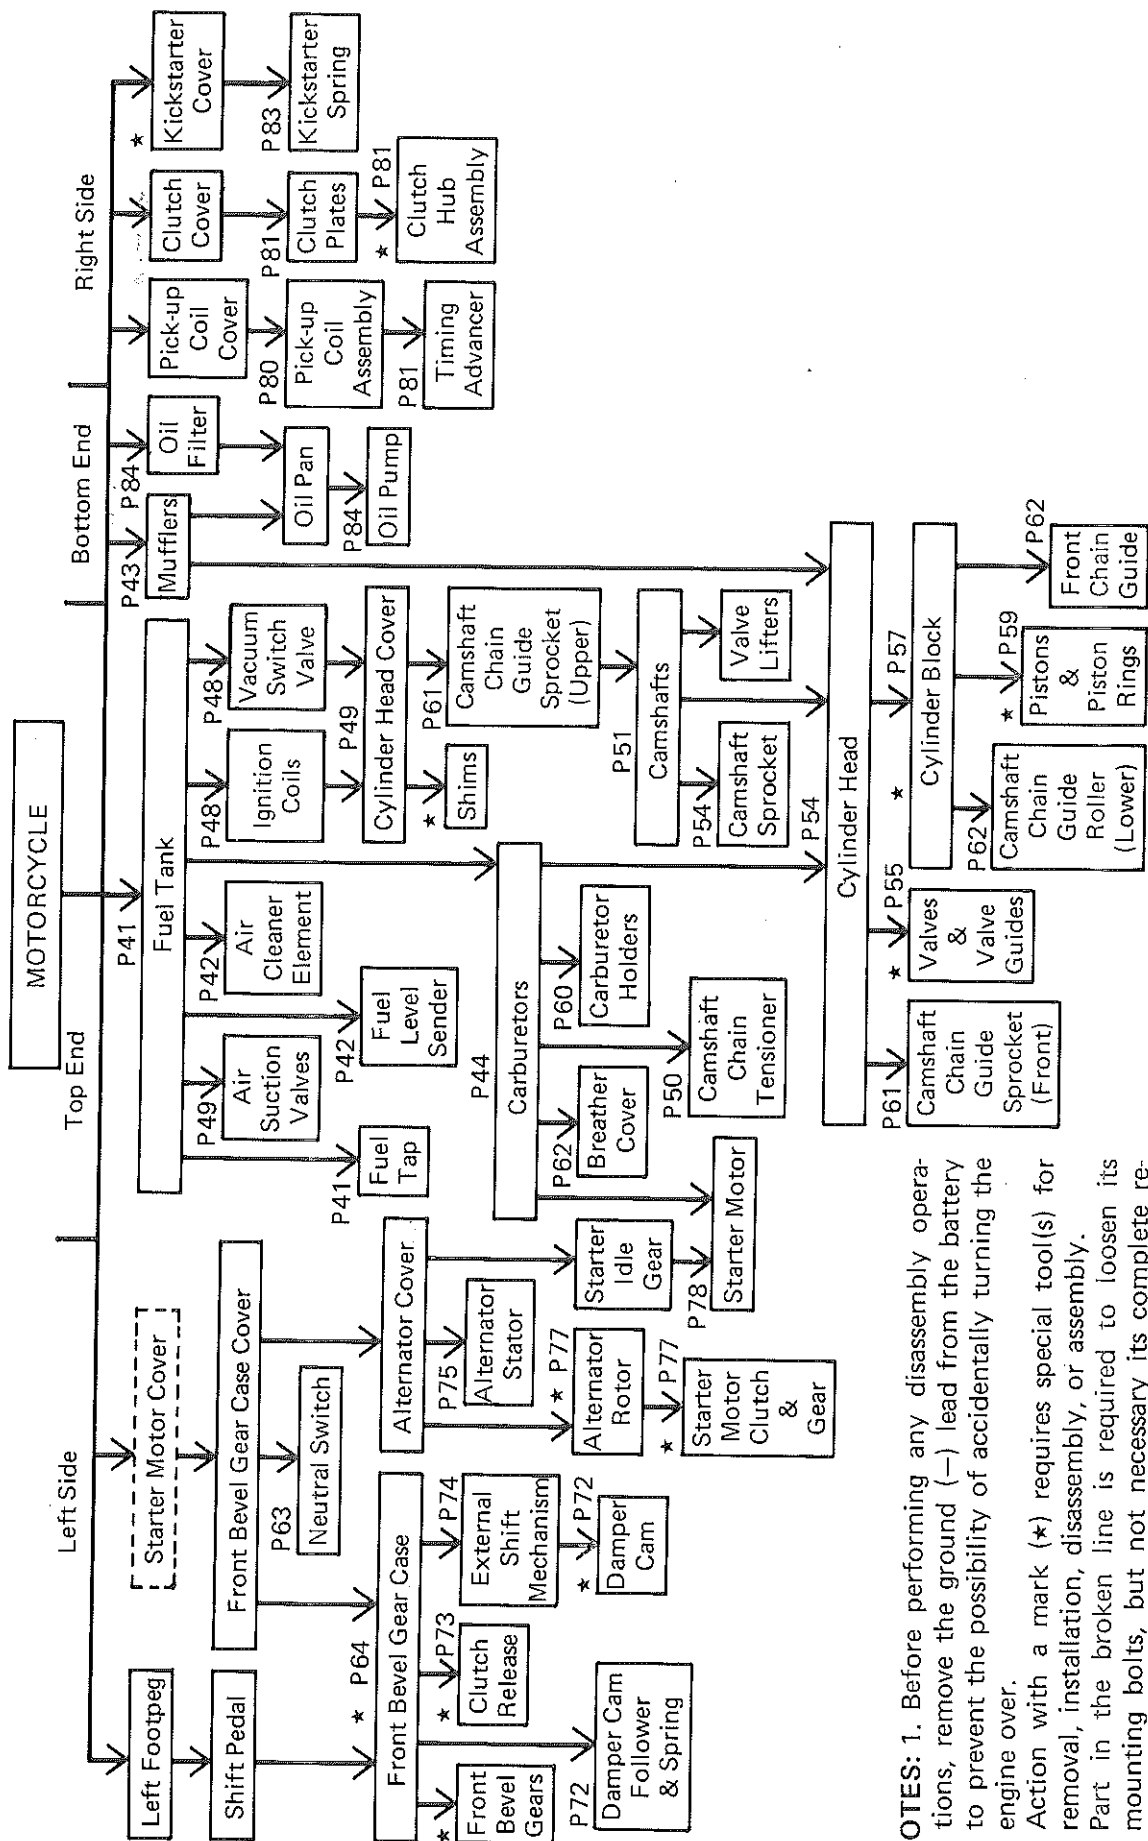 MOTORCYCLE
Left Side
Top End
Bottom End
Right Side
Left Footpeg
Shift Pedal
Starter Motor Cover
Front Bevel Gear Case Cover
P63
Neutral Switch
★ P64
Front Bevel Gear Case
★
Front
Bevel
Gears
P72
Damper Cam
Follower
& Spring
★ P73
Clutch
Release
P74
External
Shift
Mechanism
★ P72
Damper
Cam
Alternator Cover
P75
Alternator
Stator
★ P77
Alternator
Rotor
★ P77
Starter
Motor
Clutch
&
Gear
Starter
Idle
Gear
P78
Starter Motor
P41
Fuel Tank
P41
Fuel
Tap
P49
Air
Suction
Valves
P42
Fuel
Level
Sender
P42
Air
Cleaner
Element
P44
Carburetors
P62
Breather
Cover
P50
Camshaft
Chain
Tensioner
P60
Carburetor
Holders
P48
Ignition
Coils
P48
Vacuum
Switch
Valve
P49
Cylinder Head Cover
★
Shims
P61
Camshaft
Chain
Guide
Sprocket
(Upper)
P51
Camshafts
P54
Camshaft
Sprocket
Valve
Lifters
P54
Cylinder Head
P61
Camshaft
Chain
Guide
Sprocket
(Front)
★ P55
Valves
&
Valve
Guides
★ P57
Cylinder Block
P62
Camshaft
Chain
Guide
Roller
(Lower)
★ P59
Pistons
&
Piston
Rings
P62
Front
Chain
Guide
P43
Mufflers
P84
Oil
Filter
Oil Pan
P84
Oil Pump
Pick-up
Coil
Cover
P80
Pick-up
Coil
Assembly
P81
Timing
Advancer
Clutch
Cover
P81
Clutch
Plates
★ P81
Clutch
Hub
Assembly
★
Kickstarter
Cover
P83
Kickstarter
Spring
OTES: 1. Before performing any disassembly opera-
tions, remove the ground (—) lead from the battery
to prevent the possibility of accidentally turning the
engine over.
Action with a mark (★) requires special tool(s) for
removal, installation, disassembly, or assembly.
Part in the broken line is required to loosen its
mounting bolts, but not necessary its complete re-